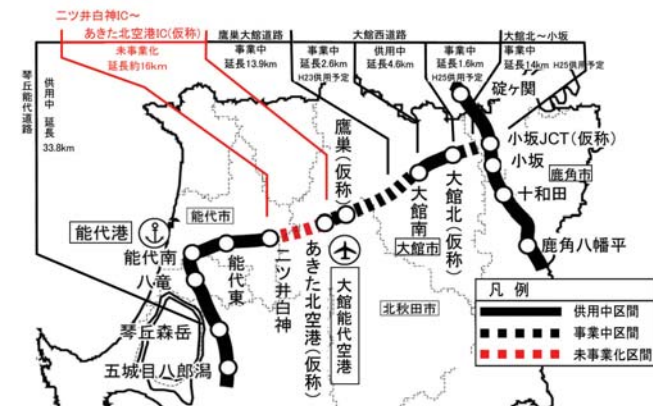 二ツ井白神IC～
あきた北空港IC(仮称)
未事業化
延長約16km
鷹巣大館道路
事業中
延長13.9km
事業中
延長2.6km
H23供用予定
大館西道路
供用中
延長4.6km
事業中
延長1.6km
H25供用予定
大館北～小坂
事業中
延長14km
H25供用予定
琴丘能代道路
供用中 延長
33.8km
碇ヶ関
小坂JCT(仮称)
小坂
鹿角市
十和田
鹿角八幡平
鷹巣(仮称)
大館南
大館北(仮称)
大館市
能代市
能代港
能代南
八竜
能代東
二ツ井白神
あきた北空港(仮称)
大館能代空港
北秋田市
琴丘森岳
五城目八郎潟
凡 例
供用中区間
事業中区間
未事業化区間